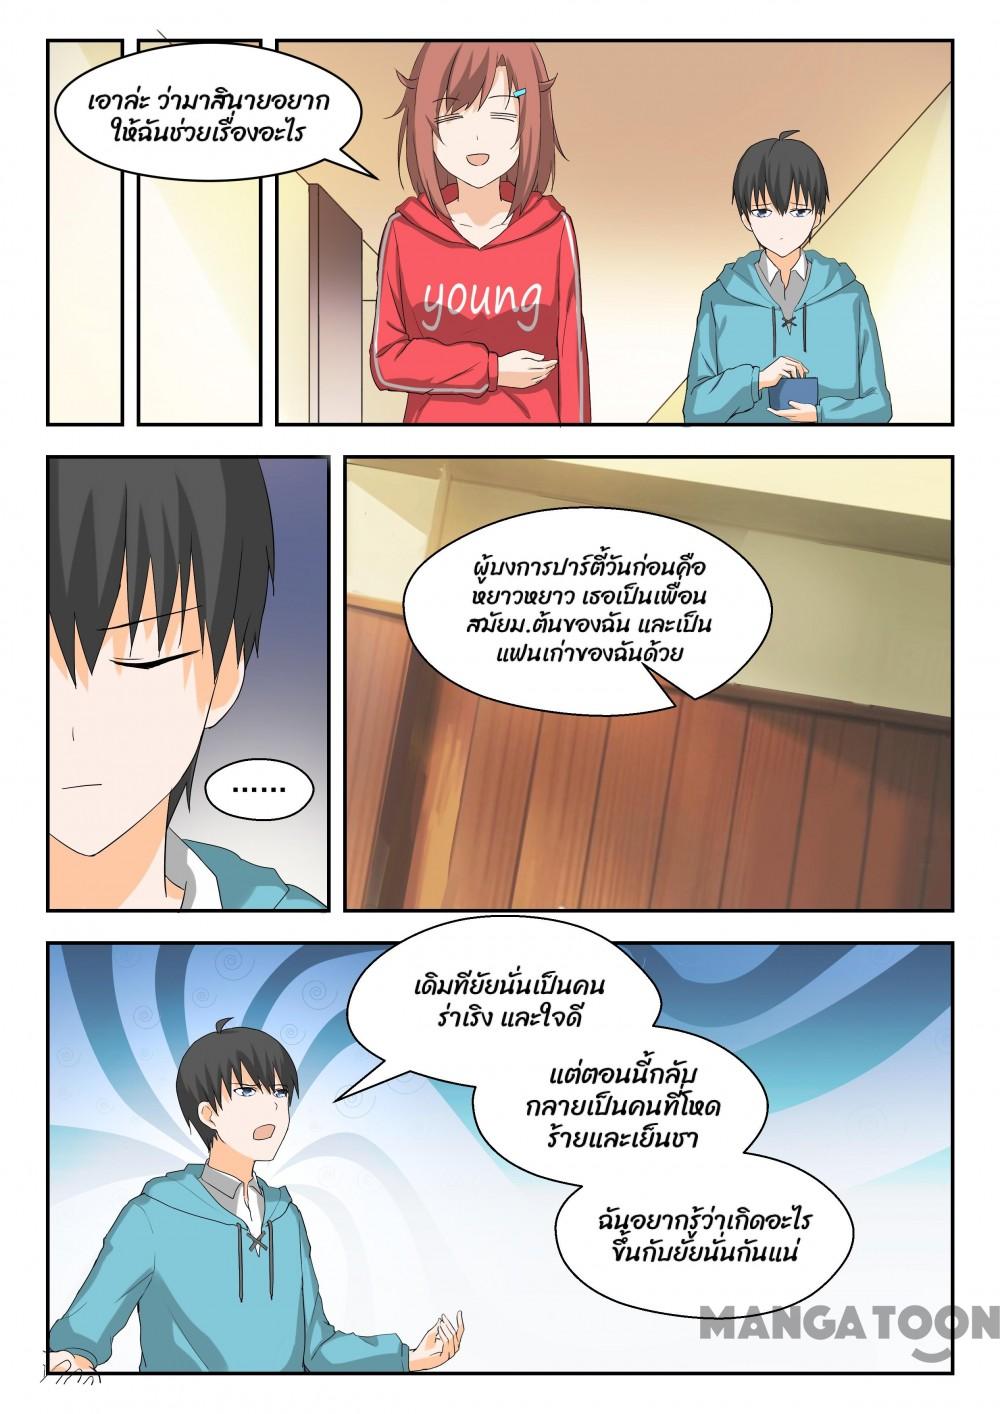 เอาล่ะ ว่ามาสินายอยาก
ให้ฉันช่วยเรื่องอะไร
young
ผู้บงการปาร์ตี้วันก่อนคือ
หยาวหยาว เธอเป็นเพื่อน
สมัยม.ต้นของฉัน และเป็น
แฟนเก่าของฉันด้วย
......
เดิมทียัยนั่นเป็นคน
ร่าเริง และใจดี
แต่ตอนนี้กลับ
กลายเป็นคนที่โหด
ร้ายและเย็นชา
ฉันอยากรู้ว่าเกิดอะไร
ขึ้นกับยัยนั่นกันแน่
MANGATOON